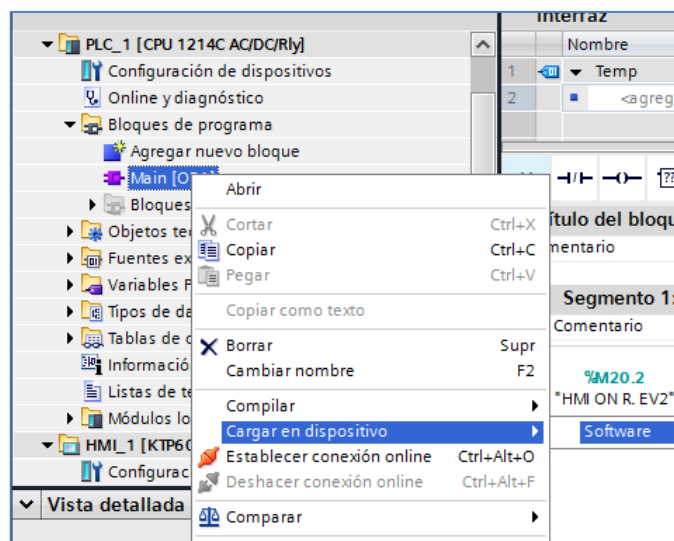 Interfaz
PLC_1 [CPU 1214C AC/DC/Rly]
Nombre
Configuración de dispositivos
1 Temp
Online y diagnóstico
2 <agreg
Bloques de programa
Agregar nuevo bloque
Main [O
Abrir
Bloques
Cortar Ctrl+X
ítulo del bloqu
Objetos te
Copiar Ctrl+C
mentario
Fuentes ex
Pegar Ctrl+V
Variables P
Copiar como texto
Segmento 1:
Tipos de da
Comentario
Tablas de
Borrar Supr
Informació
Cambiar nombre F2
%M20.2
Listas de te
"HMI ON R. EV2"
Compilar
Módulos lo
Cargar en dispositivo
Software
HMI_1 [KTP60
Establecer conexión online Ctrl+Alt+O
Configurac
Deshacer conexión online Ctrl+Alt+F
Vista detallada
Comparar